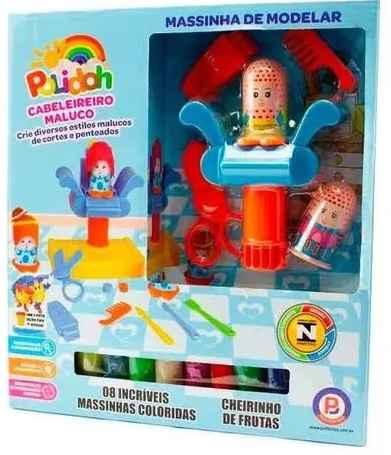 MASSINHA DE MODELAR
Polidoh
CABELEIREIRO
MALUCO
Crie diversos estilos malucos
de cortes e penteados
N
08 INCRÍVEIS
MASSINHAS COLORIDAS
CHEIRINHO
DE FRUTAS